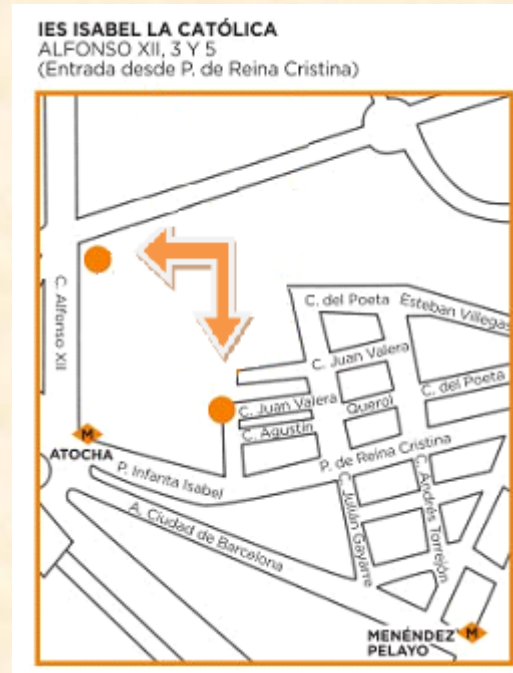 IES ISABEL LA CATÓLICA
ALFONSO XII, 3 Y 5
(Entrada desde P. de Reina Cristina)
C. Alfonso XII
C. del Poeta
Esteban Villegas
C. Juan Valera
C. del Poeta
C. Juan Valera
Querol
C. Agustín
P. de Reina Cristina
M
ATOCHA
P. Infanta Isabel
C. Julián Gayarre
C. Andrés Torrejón
A. Ciudad de Barcelona
MENÉNDEZ M
PELAYO